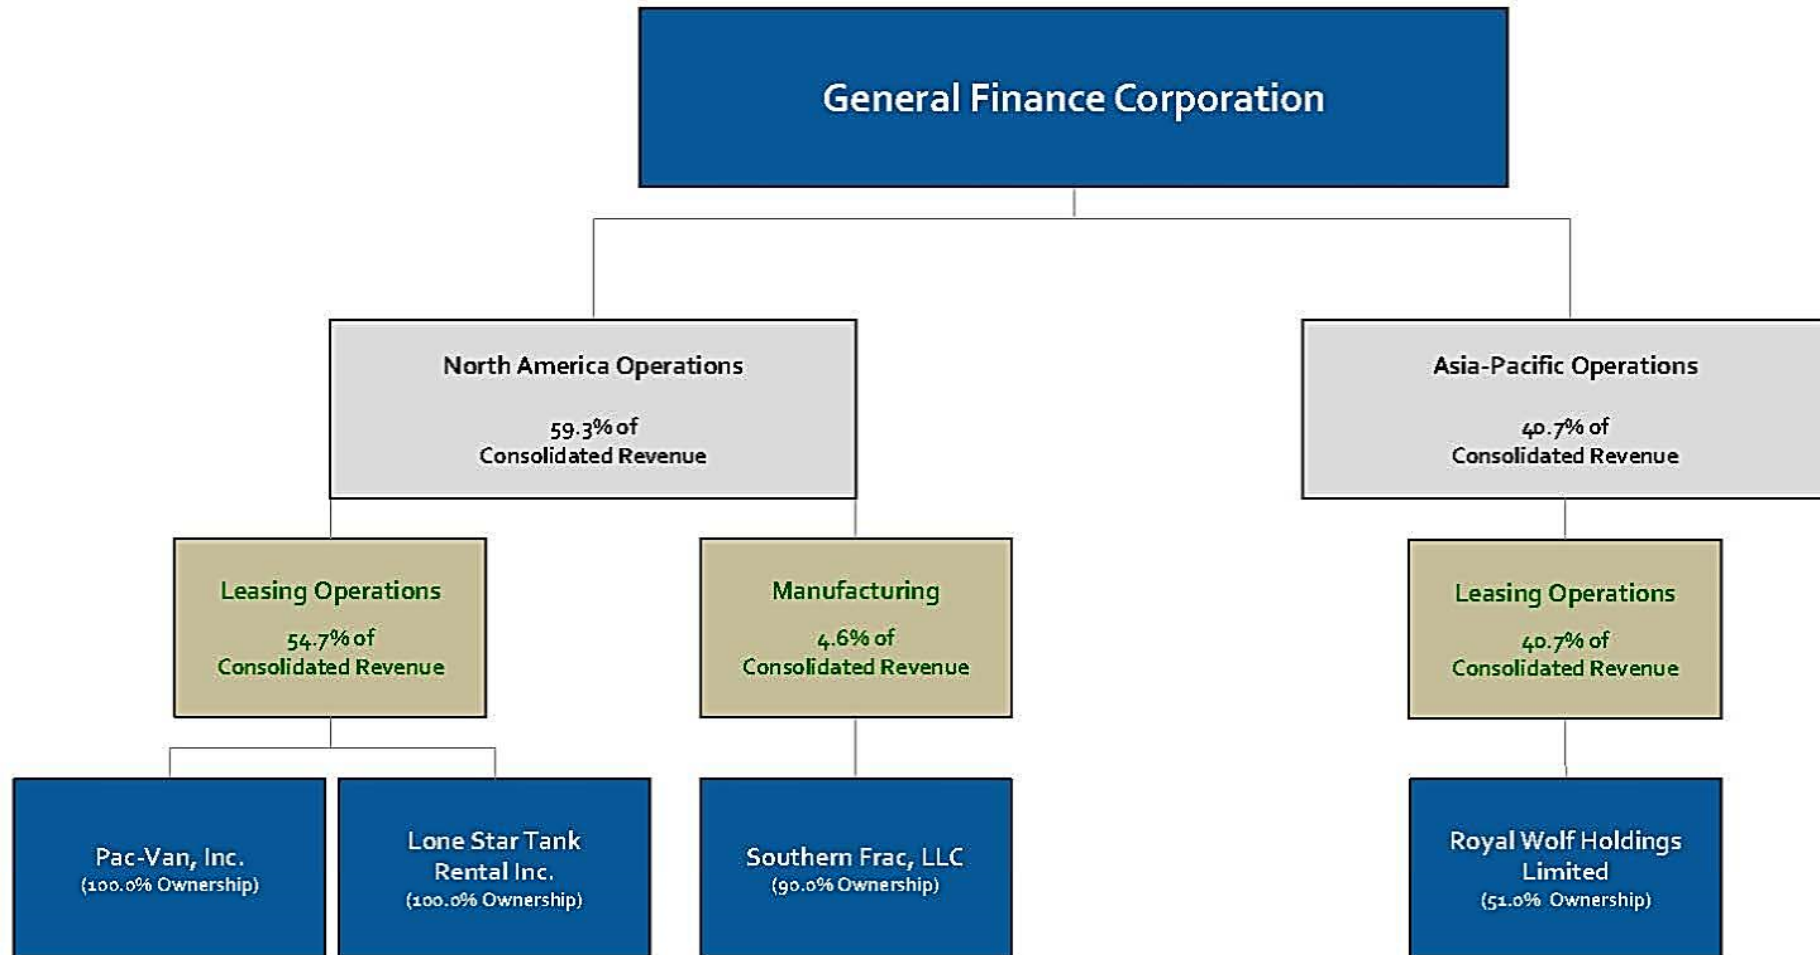 General Finance Corporation
North America Operations
59.3% of
Consolidated Revenue
Asia-Pacific Operations
40.7% of
Consolidated Revenue
Leasing Operations
54.7% of
Consolidated Revenue
Manufacturing
4.6% of
Consolidated Revenue
Leasing Operations
40.7% of
Consolidated Revenue
Pac-Van, Inc.
(100.0% Ownership)
Lone Star Tank
Rental Inc.
(100.0% Ownership)
Southern Frac, LLC
(90.0% Ownership)
Royal Wolf Holdings
Limited
(51.0% Ownership)